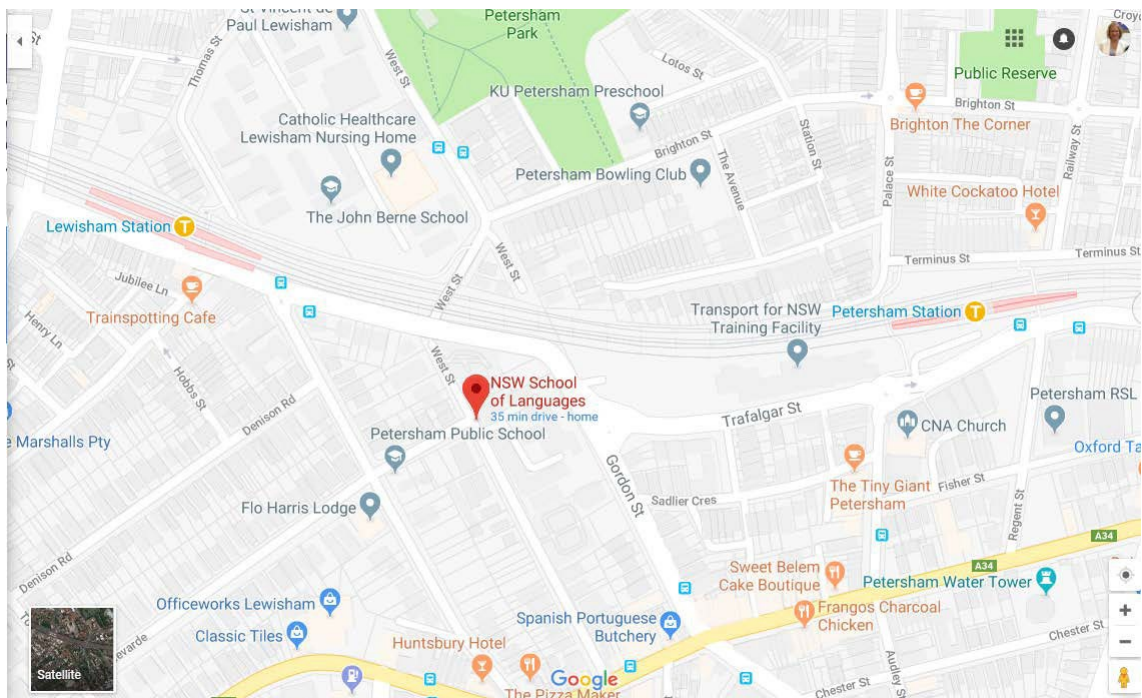 St Vincent de
Paul Lewisham
Petersham
Park
Thomas St
West St
Lotos St
Croy
Public Reserve
KU Petersham Preschool
Brighton St
Brighton St
Brighton The Corner
Catholic Healthcare
Lewisham Nursing Home
Station St
The Avenue
Palace St
Railway St
Petersham Bowling Club
White Cockatoo Hotel
The John Berne School
Lewisham Station
T
West St
West St
Terminus St
Terminus St
Jubilee Ln
Trainspotting Cafe
Henry Ln
Hobbs St
Transport for NSW
Training Facility
Petersham Station
T
West St
NSW School
of Languages
35 min drive - home
Denison Rd
Petersham RSL
Trafalgar St
CNA Church
e Marshalls Pty
Petersham Public School
Oxford Ta
Gordon St
The Tiny Giant
Petersham
Fisher St
Sadlier Cres
Regent St
Flo Harris Lodge
A34
A34
Denison Rd
Sweet Belem
Cake Boutique
Petersham Water Tower
Officeworks Lewisham
Classic Tiles
Spanish Portuguese
Butchery
Frangos Charcoal
Chicken
Huntsbury Hotel
Chester St
Audley St
Chester St
Satellite
Google
The Pizza Maker